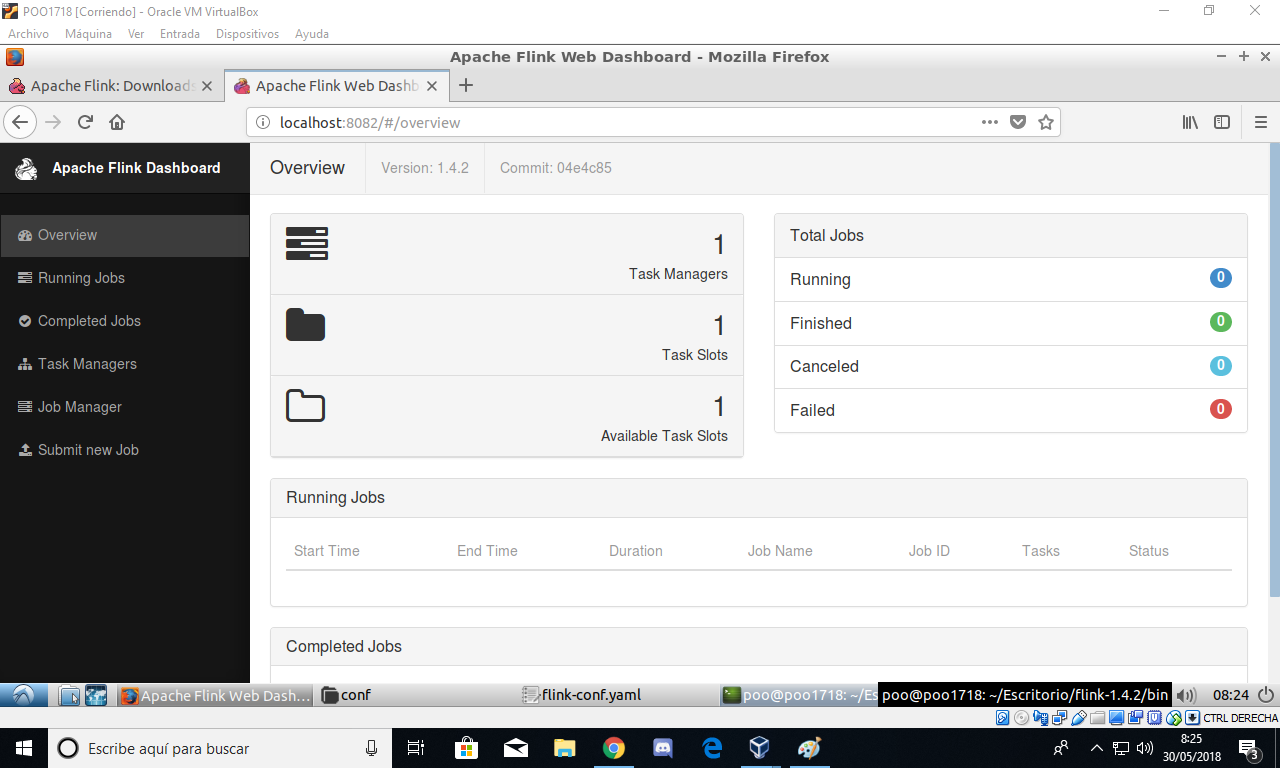 POO1718 [Corriendo] - Oracle VM VirtualBox
Archivo Máquina Ver Entrada Dispositivos Ayuda
Apache Flink Web Dashboard - Mozilla Firefox
Apache Flink: Downloads
Apache Flink Web Dashb
localhost:8082/#/overview
Apache Flink Dashboard
Overview
Version: 1.4.2
Commit: 04e4c85
Overview
Running Jobs
Completed Jobs
Task Managers
Job Manager
Submit new Job
1
Task Managers
1
Task Slots
1
Available Task Slots
Total Jobs
Running 0
Finished 0
Canceled 0
Failed 0
Running Jobs
Start Time End Time Duration Job Name Job ID Tasks Status
Completed Jobs
Apache Flink Web Dash...
conf
flink-conf.yaml
poo@poo1718: ~/Es
poo@poo1718: ~/Escritorio/flink-1.4.2/bin
08:24
CTRL DERECHA
Escribe aquí para buscar
8:25
30/05/2018
3